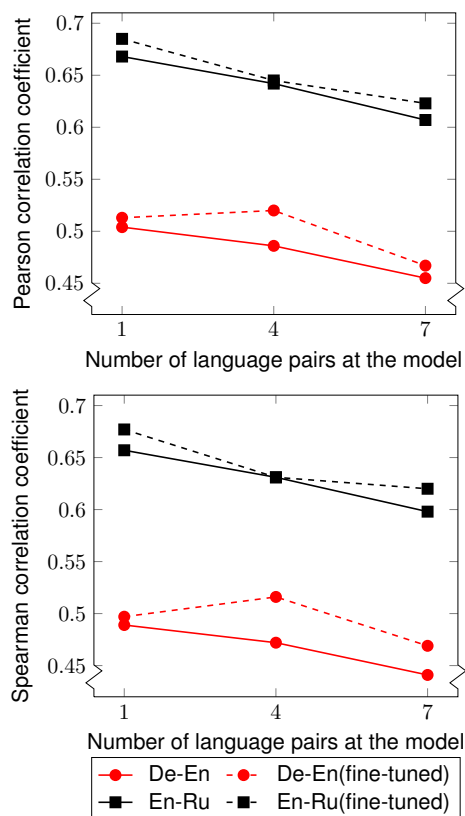 0.7
0.65
0.6
0.55
0.5
0.45
Pearson correlation coefficient
1 4 7
Number of language pairs at the model
0.7
0.65
0.6
0.55
0.5
0.45
Spearman correlation coefficient
1 4 7
Number of language pairs at the model
De-En De-En(fine-tuned)
En-Ru En-Ru(fine-tuned)